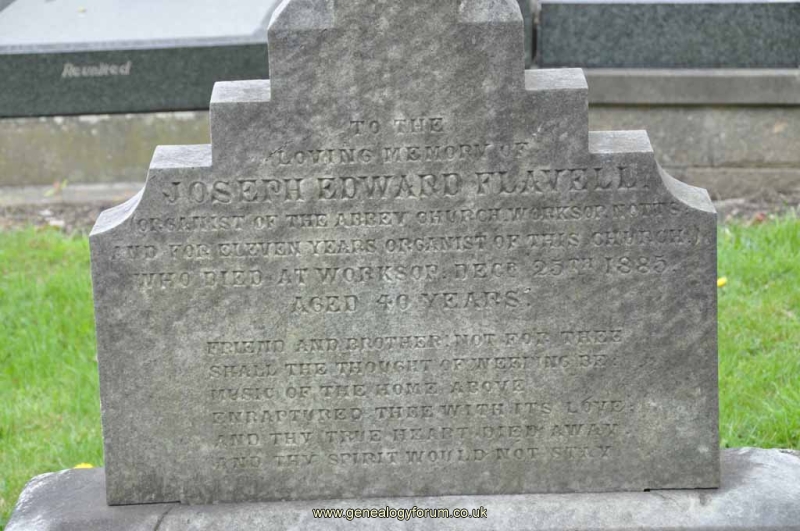 Reunited
TO THE
LOVING MEMORY OF
JOSEPH EDWARD FLAVELL,
(ORGANIST OF THE ABBEY CHURCH, WORKSOP, NOTTS
AND FOR ELEVEN YEARS ORGANIST OF THIS CHURCH,)
WHO DIED AT WORKSOP, DECR 25TH 1885,
AGED 40 YEARS.
FRIEND AND BROTHER, NOT FOR THEE
SHALL THE THOUGHT OF WEEPING BE
MUSIC OF THE HOME ABOVE
ENRAPTURED THEE WITH ITS LOVE;
AND THY TRUE HEART DIED AWAY
AND THY SPIRIT WOULD NOT STAY
www.genealogyforum.co.uk